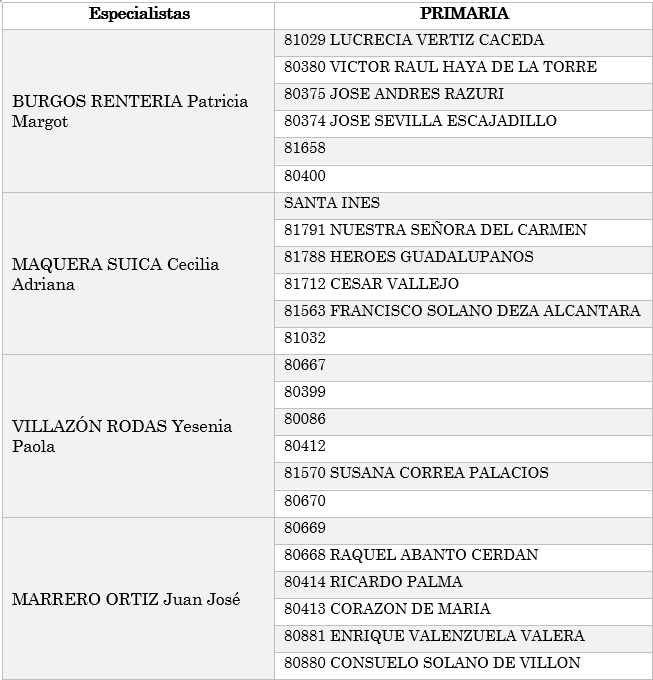 Especialistas PRIMARIA
BURGOS RENTERIA Patricia
Margot
81029 LUCRECIA VERTIZ CACEDA
80380 VICTOR RAUL HAYA DE LA TORRE
80375 JOSE ANDRES RAZURI
80374 JOSE SEVILLA ESCAJADILLO
81658
80400
MAQUERA SUICA Cecilia
Adriana
SANTA INES
81791 NUESTRA SEÑORA DEL CARMEN
81788 HEROES GUADALUPANOS
81712 CESAR VALLEJO
81563 FRANCISCO SOLANO DEZA ALCANTARA
81032
VILLAZÓN RODAS Yesenia
Paola
80667
80399
80086
80412
81570 SUSANA CORREA PALACIOS
80670
MARRERO ORTIZ Juan José
80669
80668 RAQUEL ABANTO CERDAN
80414 RICARDO PALMA
80413 CORAZON DE MARIA
80881 ENRIQUE VALENZUELA VALERA
80880 CONSUELO SOLANO DE VILLON